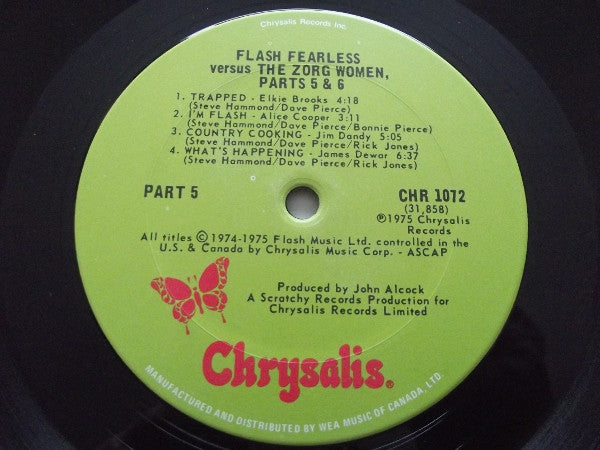 Chrysalis Records Inc.
FLASH FEARLESS
versus THE ZORG WOMEN,
PARTS 5 & 6
1. TRAPPED - Elkie Brooks 4:18
(Steve Hammond/Dave Pierce)
2. I'M FLASH - Alice Cooper 3:11
(Steve Hammond/Dave Pierce/Bonnie Pierce)
3. COUNTRY COOKING - Jim Dandy 5:05
(Steve Hammond/Dave Pierce/Rick Jones)
4. WHAT'S HAPPENING - James Dewar 6:37
(Steve Hammond/Dave Pierce/Rick Jones)
PART 5
CHR 1072
(31,858)
℗1975 Chrysalis
Records
All titles © 1974-1975 Flash Music Ltd. controlled in the
U.S. & Canada by Chrysalis Music Corp. - ASCAP
Produced by John Alcock
A Scratchy Records Production for
Chrysalis Records Limited
Chrysalis®
MANUFACTURED AND DISTRIBUTED BY WEA MUSIC OF CANADA, LTD.